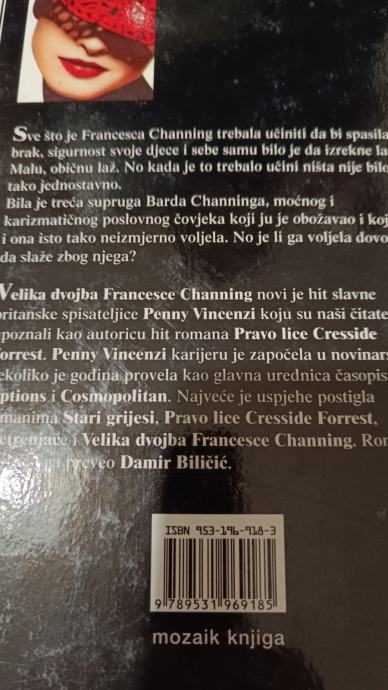 Sve što je Francesca Channing trebala učiniti da bi spasila
brak, sigurnost svoje djece i sebe samu bilo je da izrekne la
Malu, običnu laž. No kada je to trebalo učini ništa nije bilo
tako jednostavno.
Bila je treća supruga Barda Channinga, moćnog i
karizmatičnog poslovnog čovjeka koji ju je obožavao i koj
i ona isto tako neizmjerno voljela. No je li ga voljela dovo
da slaže zbog njega?
Velika dvojba Francesce Channing novi je hit slavne
britanske spisateljice Penny Vincenzi koju su naši čitate
poznali kao autoricu hit romana Pravo lice Cresside
Forrest. Penny Vincenzi karijeru je započela u novinars
ekoliko je godina provela kao glavna urednica časopis
ptions i Cosmopolitan. Najveće je uspjehe postigla
manima Stari grijesi, Pravo lice Cresside Forrest,
i Velika dvojba Francesce Channing. Ron
preveo Damir Biličić.
ISBN 953-196-918-3
9 789531 969185
mozaik knjiga